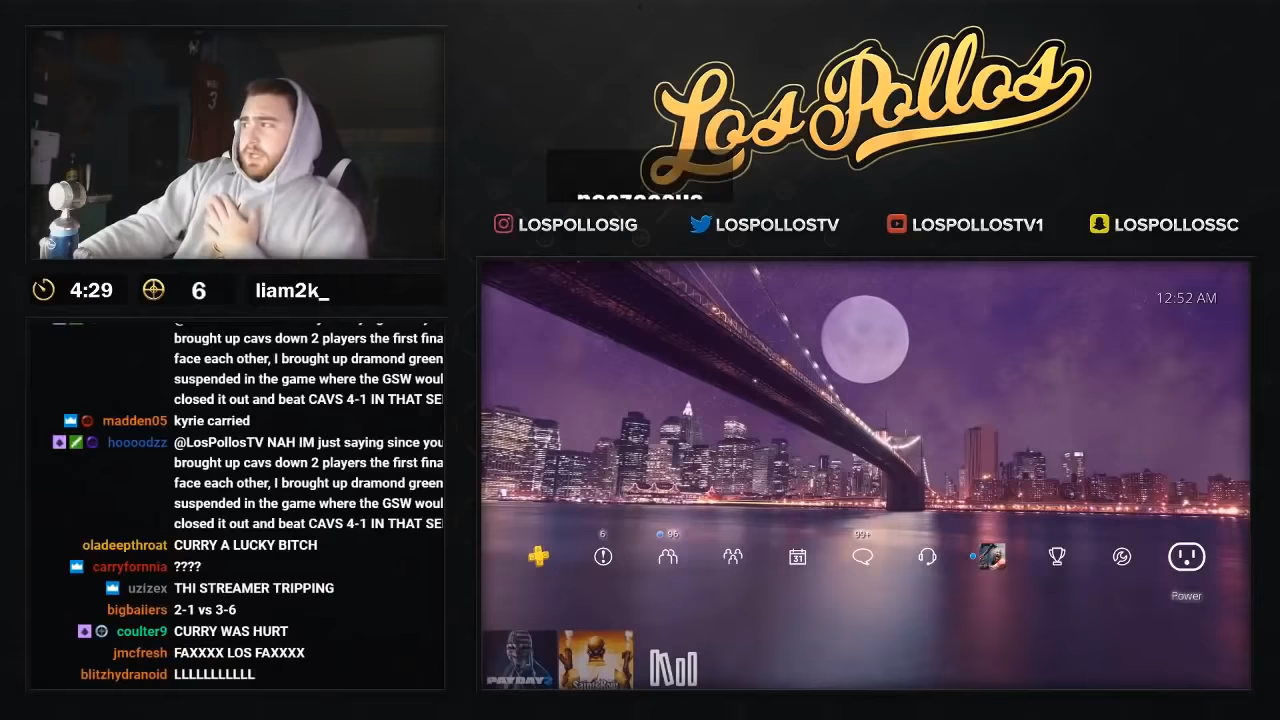 Los Pollos
LOSPOLLOSIG
LOSPOLLOSTV
LOSPOLLOSTV1
LOSPOLLOSSC
3
4:29
6
liam2k_
12:52 AM
brought up cavs down 2 players the first fina
face each other, I brought up dramond green
suspended in the game where the GSW woul
closed it out and beat CAVS 4-1 IN THAT SE
madden05 kyrie carried
hoooodzz @LosPollosTV NAH IM just saying since you
brought up cavs down 2 players the first fina
face each other, I brought up dramond green
suspended in the game where the GSW woul
closed it out and beat CAVS 4-1 IN THAT SE
oladeepthroat CURRY A LUCKY BITCH
carryfornnia ????
uzizex THI STREAMER TRIPPING
bigbaiiers 2-1 vs 3-6
coulter9 CURRY WAS HURT
jmcfresh FAXXXX LOS FAXXXX
blitzhydranoid LLLLLLLLLLL
6
96
99+
31
Power
PAYDAY 2
Saints Row